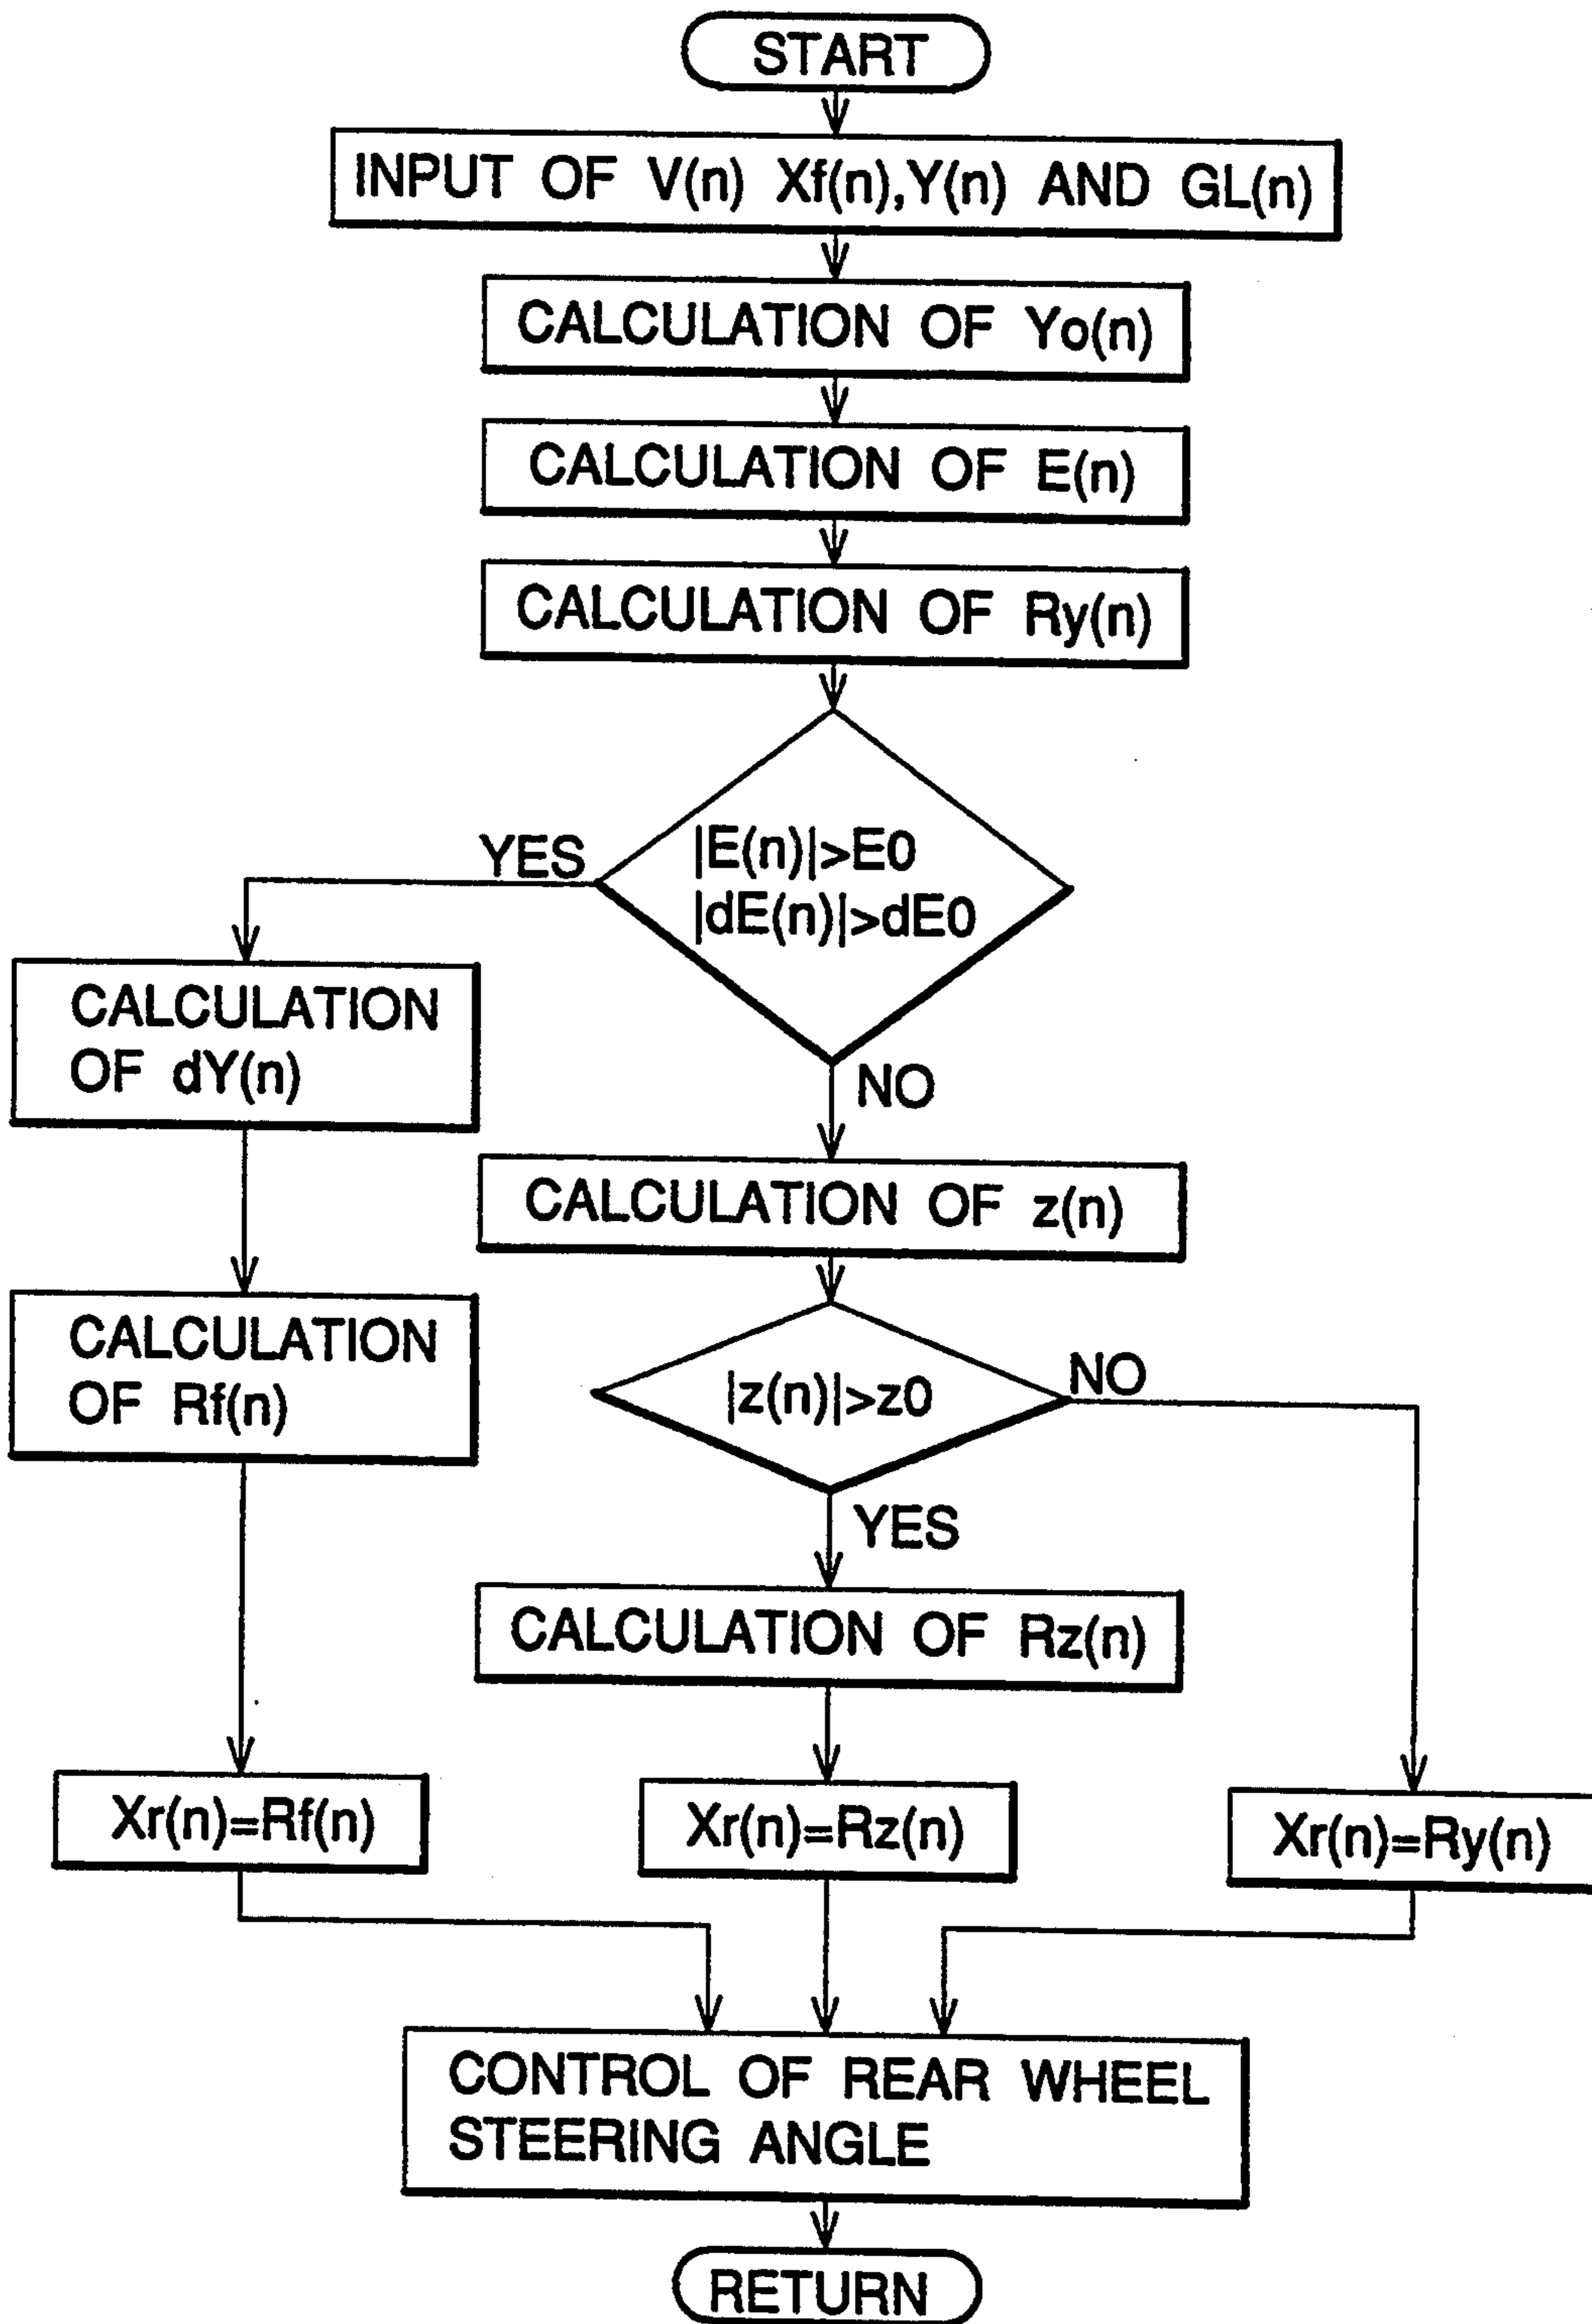 START
INPUT OF V(n) Xf(n),Y(n) AND GL(n)
CALCULATION OF Yo(n)
CALCULATION OF E(n)
CALCULATION OF Ry(n)
|E(n)|>E0
|dE(n)|>dE0
YES
NO
CALCULATION
OF dY(n)
CALCULATION OF z(n)
CALCULATION
OF Rf(n)
|z(n)|>z0
NO
YES
CALCULATION OF Rz(n)
Xr(n)=Rf(n)
Xr(n)=Rz(n)
Xr(n)=Ry(n)
CONTROL OF REAR WHEEL
STEERING ANGLE
RETURN